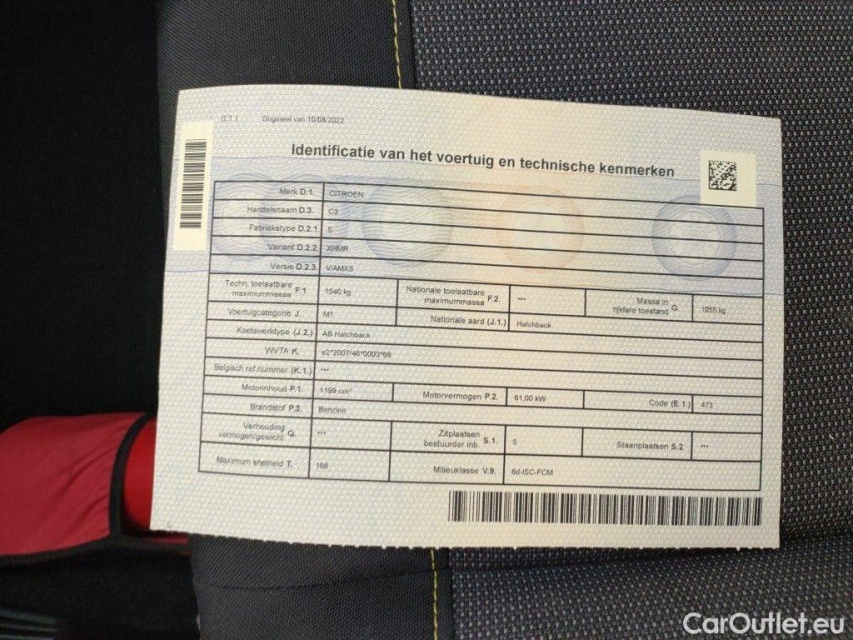 (I.T.) Origineel van 10/08/2022
Identificatie van het voertuig en technische kenmerken
Merk D.1. CITROEN
Handelsnaam D.3. C3
Fabriekstype D.2.1 S
Variant D.2.2 XHMR
Versie D.2.3 V/AMXS
Techn. toelaatbare maximummassa F.1. 1540 kg Nationale toelaatbare maximummassa F.2. --- Massa in rijklare toestand G. 1055 kg
Voertuigcategorie J. M1 Nationale aard (J.1.) Hatchback
Koetswerktype (J.2.) AB Hatchback
WVTA K. e2*2007/46*0003*69
Belgisch ref.nummer (K.1.) ---
Motorinhoud P.1. 1199 cm³ Motorvermogen P.2. 61,00 kW Code (E.1.) 473
Brandstof P.3. Benzine
Verhouding vermogen/gewicht Q. --- Zitplaatsen bestuurder inb. S.1. 5 Staanplaatsen S.2. ---
Maximum snelheid T. 166 Milieuklasse V.9. 6d-ISC-FCM
CarOutlet.eu